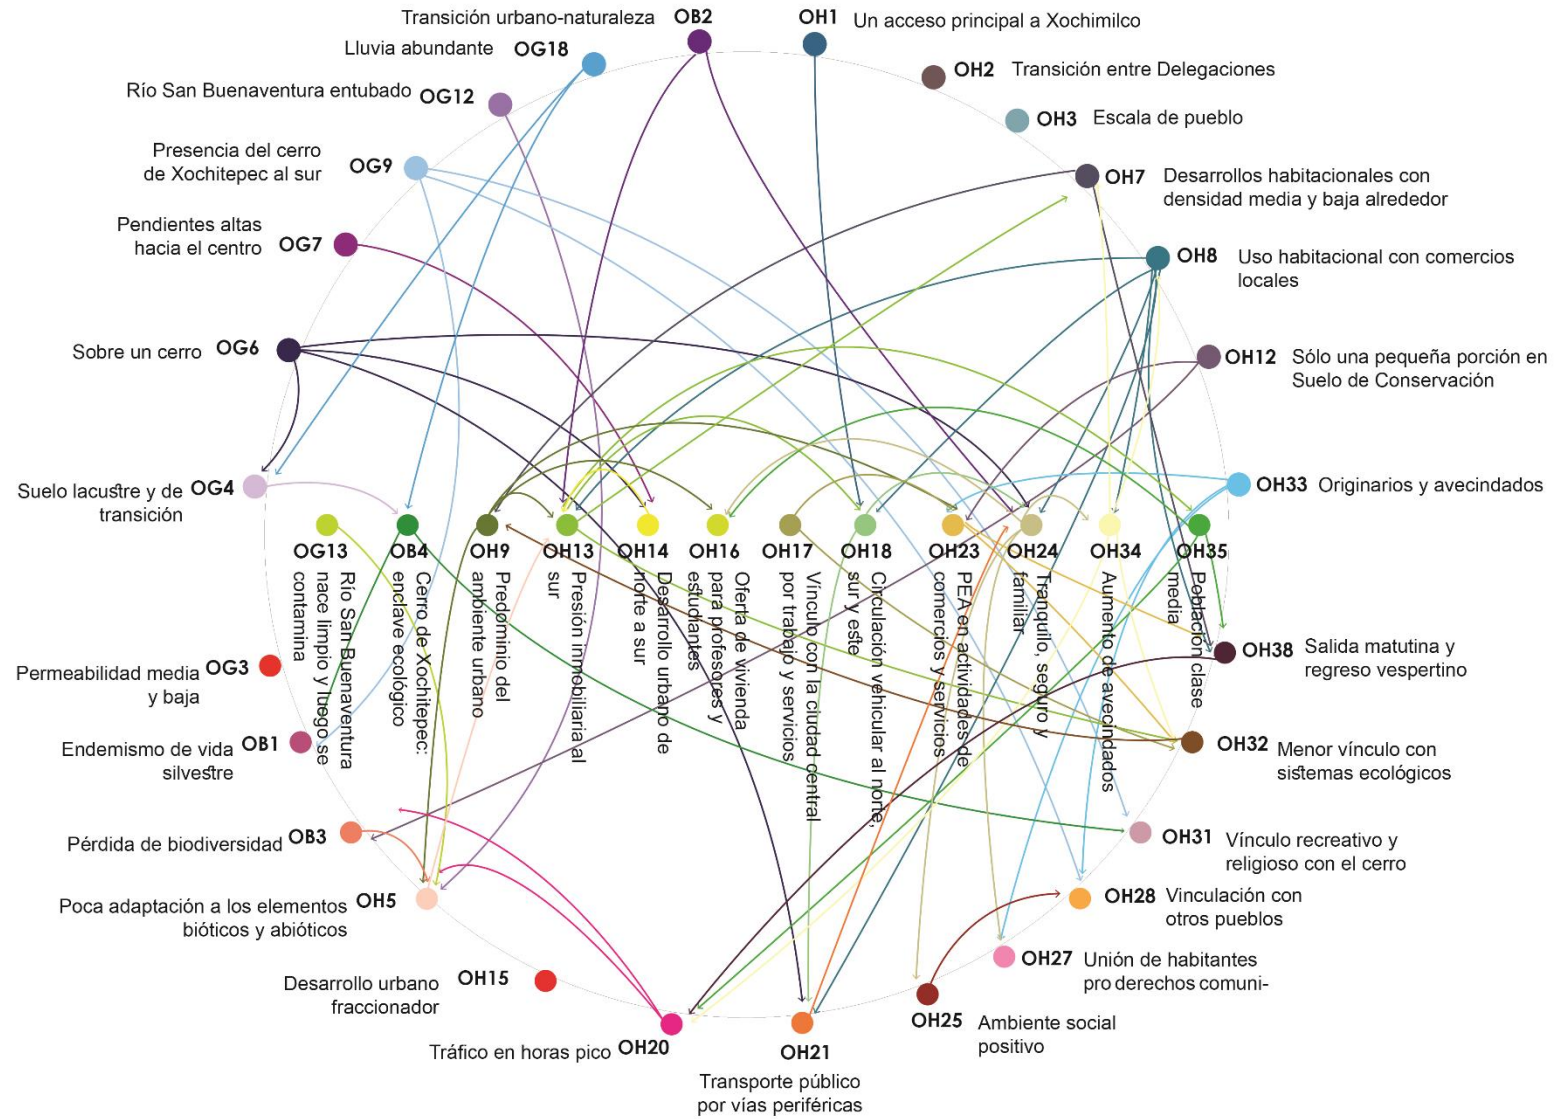 Transición urbano-naturaleza OB2
OH1 Un acceso principal a Xochimilco
Lluvia abundante OG18
OH2 Transición entre Delegaciones
Río San Buenaventura entubado OG12
OH3 Escala de pueblo
Presencia del cerro
de Xochitepec al sur
OG9
OH7 Desarrollos habitacionales con
densidad media y baja alrededor
Pendientes altas
hacia el centro
OG7
OH8 Uso habitacional con comercios
locales
Sobre un cerro OG6
OH12 Sólo una pequeña porción en
Suelo de Conservación
Suelo lacustre y de
transición
OG4
OH33 Originarios y avecindados
OG13
Río San Buenaventura
nace limpio y luego se
contamina
OB4
Cerro de Xochitepec:
enclave ecológico
OH9
Predominio del
ambiente urbano
OH13
Presión inmobiliaria al
sur
OH14
Desarrollo urbano de
norte a sur
OH16
Oferta de vivienda
para profesores y
estudiantes
OH17
Vínculo con la ciudad central
por trabajo y servicios
OH18
Circulación vehicular al norte,
sur y este
OH23
PEA en actividades de
comercios y servicios
OH24
Tranquilo, seguro y
familiar
OH34
Aumento de avecindados
OH35
Población clase
media
Permeabilidad media
y baja
OG3
OH38 Salida matutina y
regreso vespertino
Endemismo de vida
silvestre
OB1
OH32 Menor vínculo con
sistemas ecológicos
Pérdida de biodiversidad OB3
OH31 Vínculo recreativo y
religioso con el cerro
Poca adaptación a los elementos
bióticos y abióticos
OH5
OH28 Vinculación con
otros pueblos
Desarrollo urbano
fraccionador
OH15
OH27 Unión de habitantes
pro derechos comuni-
Tráfico en horas pico OH20
OH21
Transporte público
por vías periféricas
OH25 Ambiente social
positivo